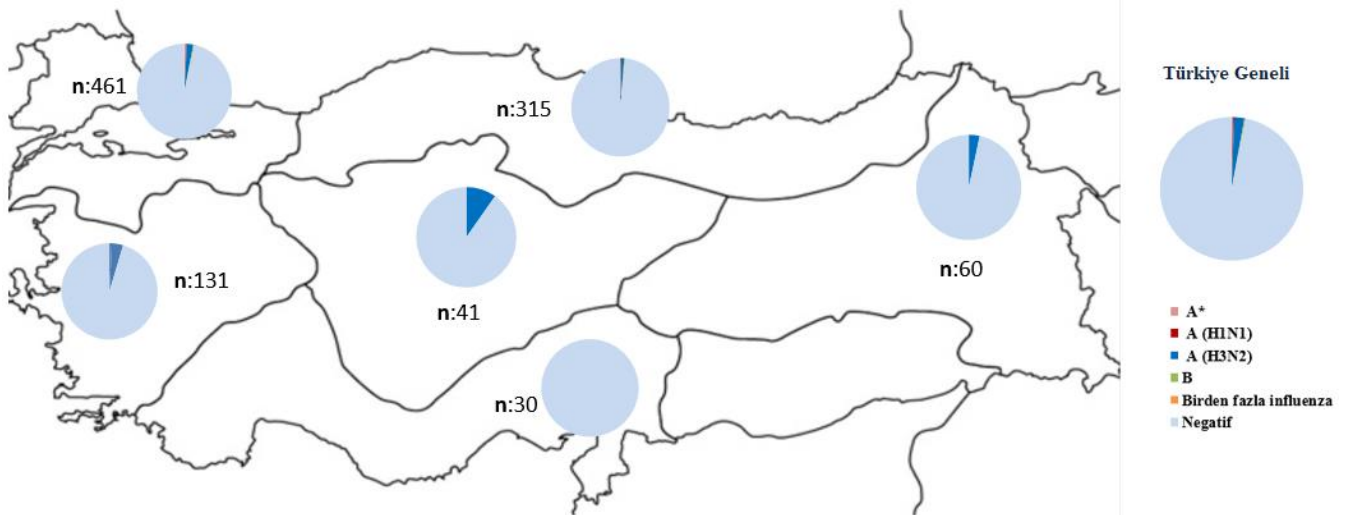 n:461
n:315
Türkiye Geneli
n:131
n:41
n:60
n:30
A*
A (H1N1)
A (H3N2)
B
Birden fazla influenza
Negatif